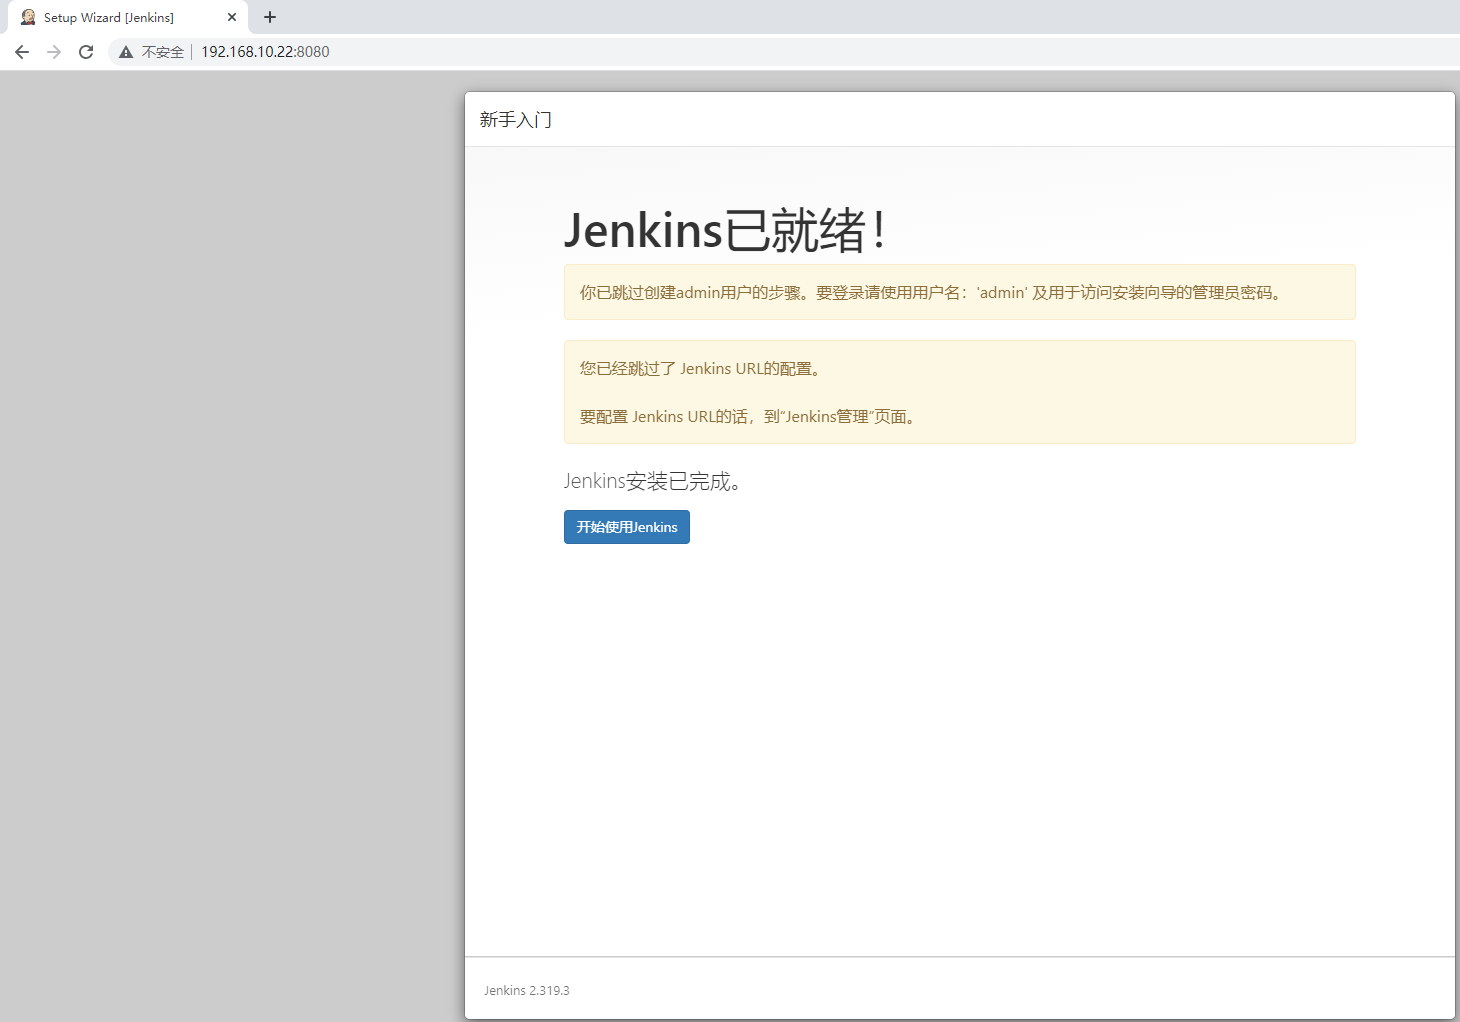 Setup Wizard [Jenkins]
不安全 | 192.168.10.22:8080
新手入门
Jenkins已就绪！
你已跳过创建admin用户的步骤。要登录请使用用户名：'admin' 及用于访问安装向导的管理员密码。
您已经跳过了 Jenkins URL的配置。
要配置 Jenkins URL的话，到“Jenkins管理”页面。
Jenkins安装已完成。
开始使用Jenkins
Jenkins 2.319.3